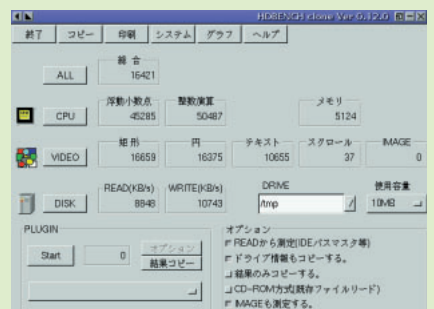 HDBENCH clone Ver 0.12.0
終了 コピー 印刷 システム グラフ ヘルプ
総合
ALL 16421
浮動小数点 整数演算 メモリ
CPU 45285 50487 5124
矩形 円 テキスト スクロール IMAGE
VIDEO 16659 16375 10655 37 0
READ(KB/s) WRITE(KB/s) DRIVE 使用容量
DISK 8848 10743 /tmp / 10MB
PLUGIN オプション
Start 0 オプション
結果コピー
READから測定(IDEバスマスタ等)
ドライブ情報もコピーする。
結果のみコピーする。
CD-ROM方式(既存ファイルリード)
IMAGEも測定する。